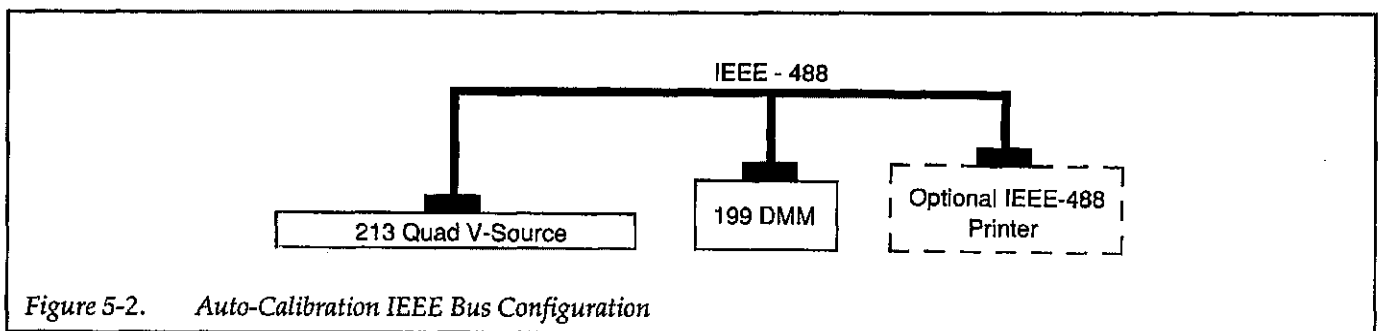 IEEE - 488
213 Quad V-Source
199 DMM
Optional IEEE-488
Printer
Figure 5-2. Auto-Calibration IEEE Bus Configuration